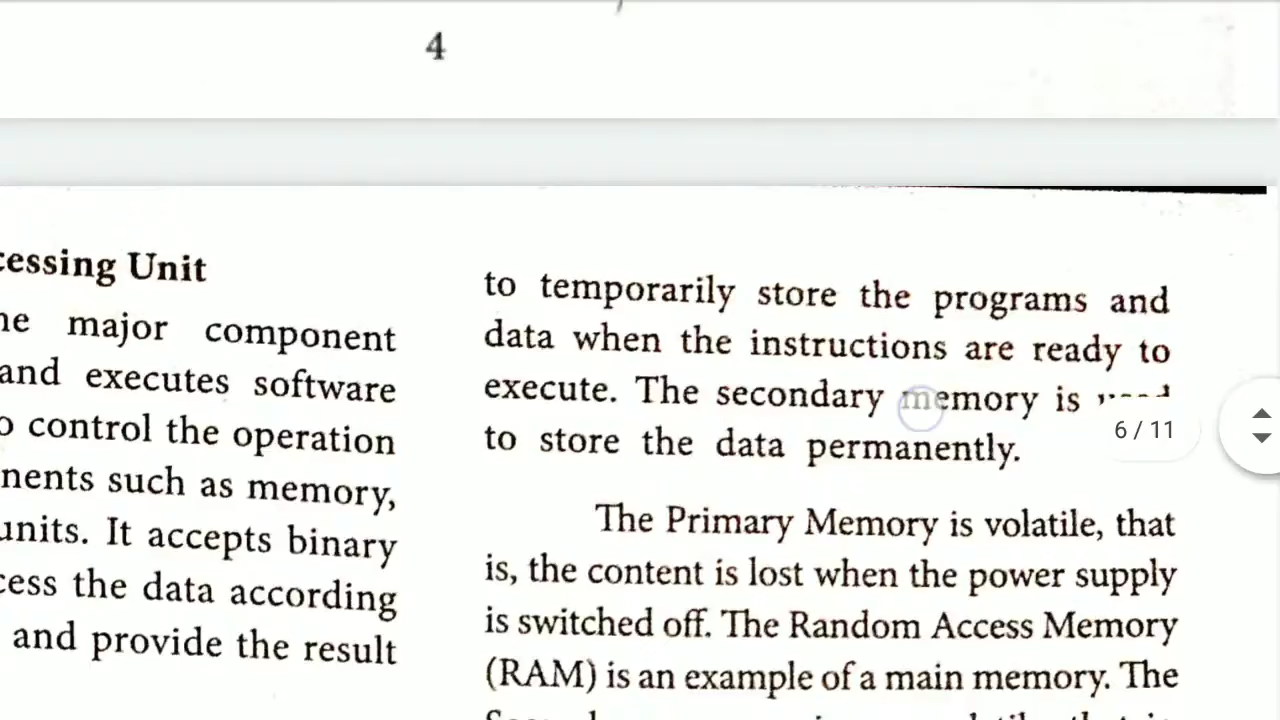 4
cessing Unit
he major component
and executes software
o control the operation
nents such as memory,
units. It accepts binary
cess the data according
and provide the result
to temporarily store the programs and
data when the instructions are ready to
execute. The secondary memory is
to store the data permanently.
The Primary Memory is volatile, that
is, the content is lost when the power supply
is switched off. The Random Access Memory
(RAM) is an example of a main memory. The
6 / 11